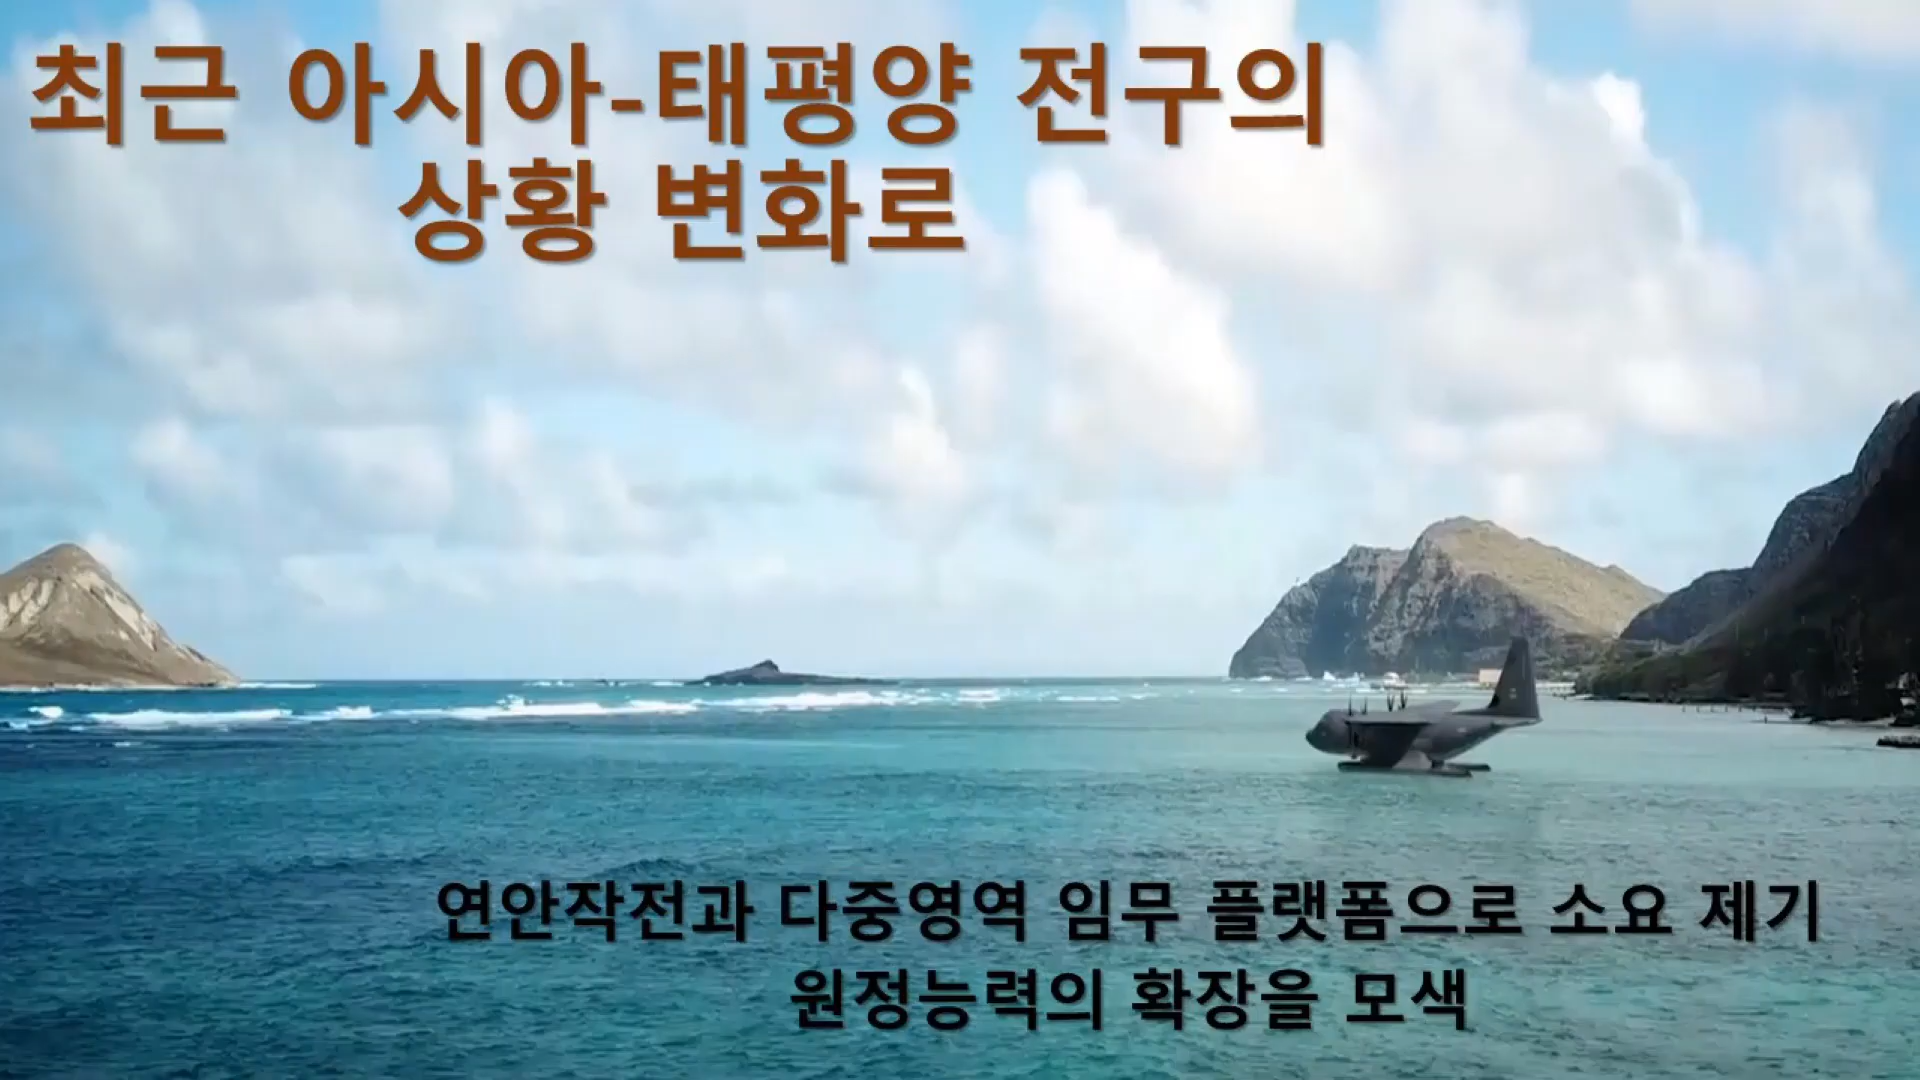 최근 아시아-태평양 전구의
상황 변화로
연안작전과 다중영역 임무 플랫폼으로 소요 제기
원정능력의 확장을 모색